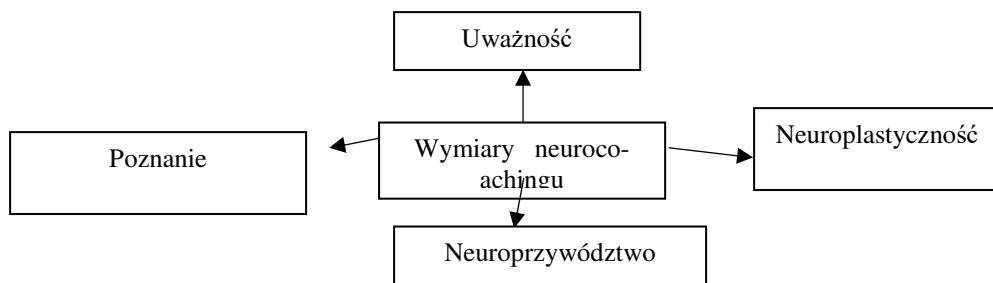 Uważność
Poznanie
Wymiary neuroco-
achingu
Neuroplastyczność
Neuroprzywództwo